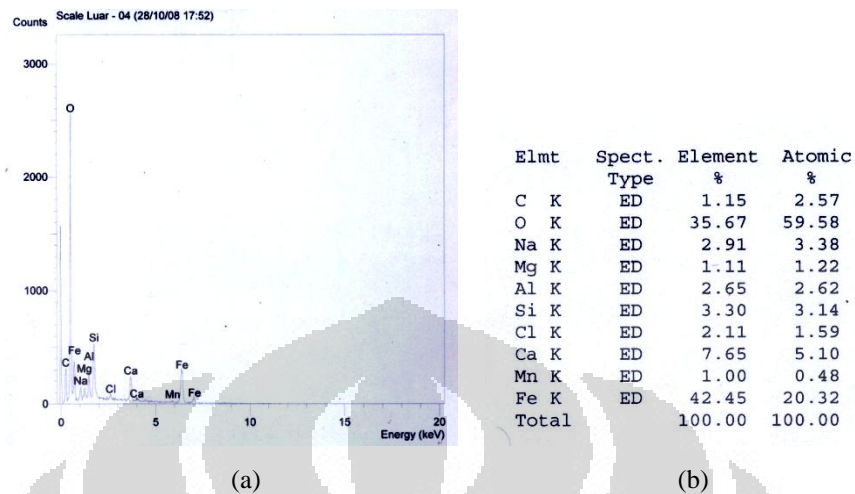 Counts Scale Luar - 04 (28/10/08 17:52)
3000
O
2000
1000
C
Fe
Na
Mg
Al
Si
Cl
Ca
Ca
Mn
Fe
Fe
0
0 5 10 15 20
Energy (keV)
(a)
Elmt Spect. Element Atomic
Type % %
C K ED 1.15 2.57
O K ED 35.67 59.58
Na K ED 2.91 3.38
Mg K ED 1.11 1.22
Al K ED 2.65 2.62
Si K ED 3.30 3.14
Cl K ED 2.11 1.59
Ca K ED 7.65 5.10
Mn K ED 1.00 0.48
Fe K ED 42.45 20.32
Total 100.00 100.00
(b)